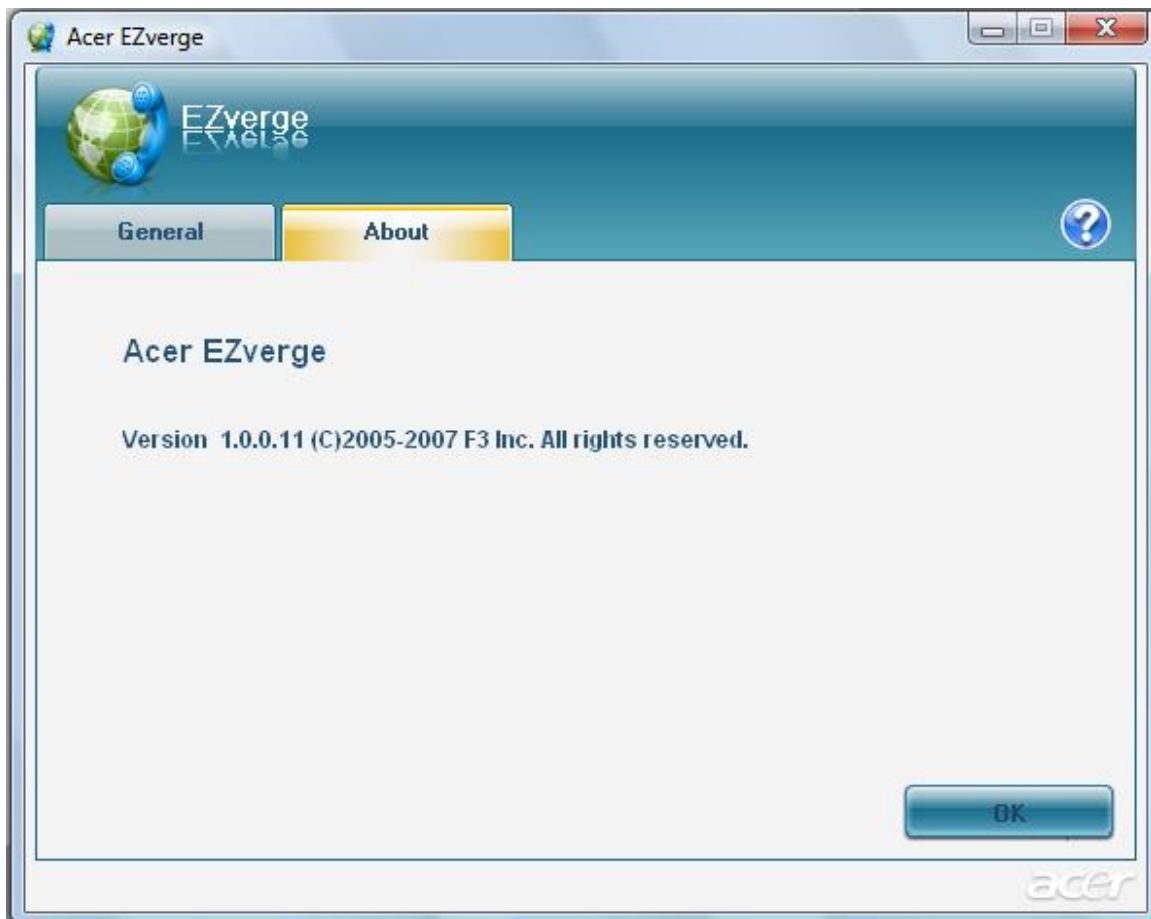 Acer EZverge
EZverge
General
About
?
Acer EZverge
Version 1.0.0.11 (C)2005-2007 F3 Inc. All rights reserved.
OK
acer